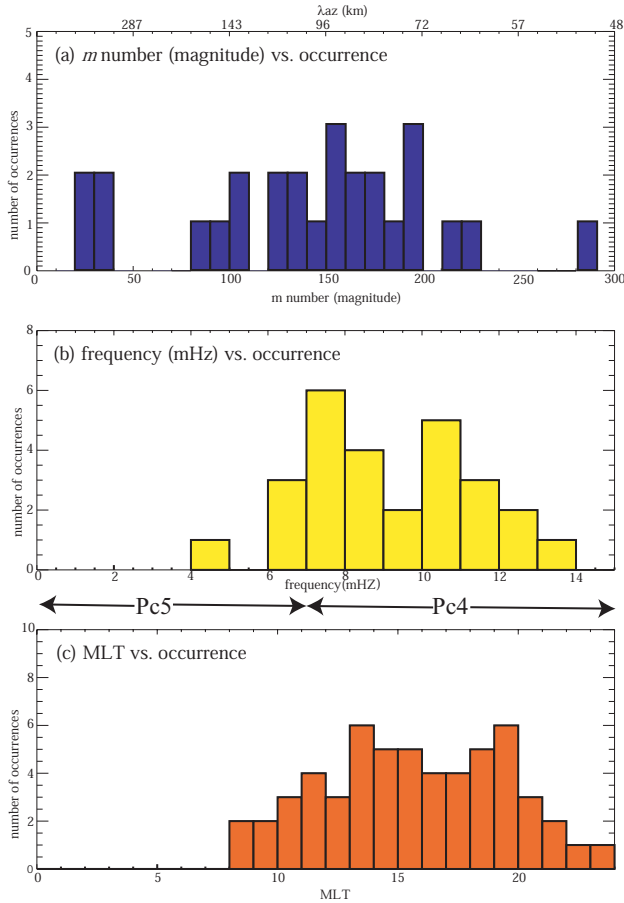 λaz (km)
287 143 96 72 57 48
(a) m number (magnitude) vs. occurrence
number of occurrences
5
4
3
2
1
0
0 50 100 150 200 250 300
m number (magnitude)
(b) frequency (mHz) vs. occurrence
number of occurrences
8
6
4
2
0
0 2 4 6 8 10 12 14
frequency(mHZ)
Pc5 Pc4
(c) MLT vs. occurrence
number of occurrences
10
8
6
4
2
0
0 5 10 15 20
MLT